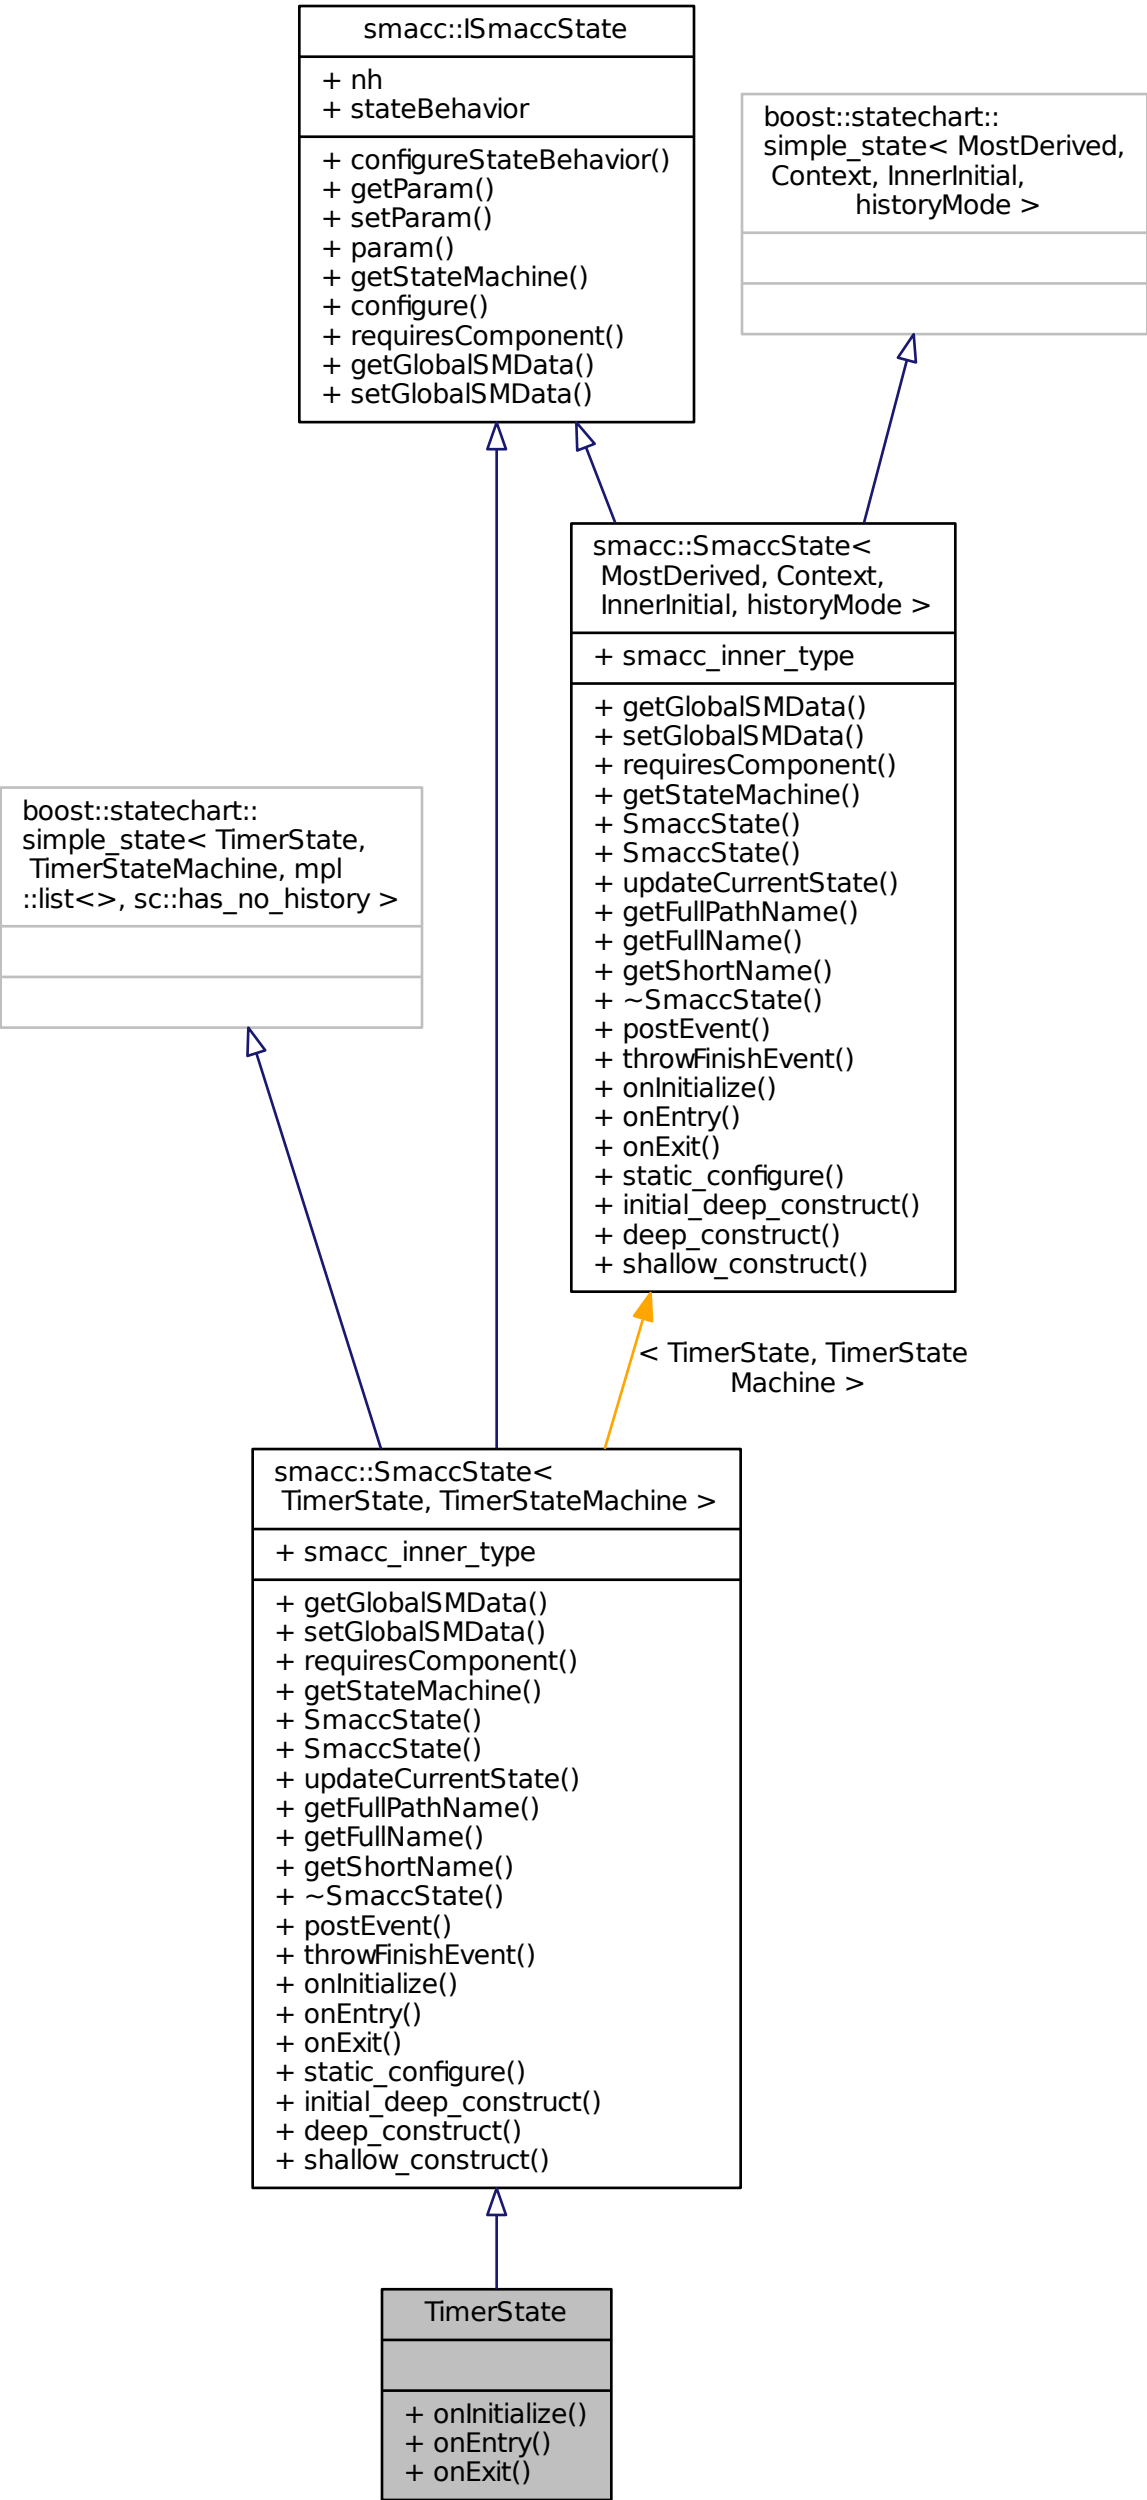 smacc::ISmaccState
+ nh
+ stateBehavior
+ configureStateBehavior()
+ getParam()
+ setParam()
+ param()
+ getStateMachine()
+ configure()
+ requiresComponent()
+ getGlobalSMData()
+ setGlobalSMData()
boost::statechart::
simple_state< MostDerived,
Context, InnerInitial,
historyMode >
smacc::SmaccState<
MostDerived, Context,
InnerInitial, historyMode >
+ smacc_inner_type
+ getGlobalSMData()
+ setGlobalSMData()
+ requiresComponent()
+ getStateMachine()
+ SmaccState()
+ SmaccState()
+ updateCurrentState()
+ getFullPathName()
+ getFullName()
+ getShortName()
+ ~SmaccState()
+ postEvent()
+ throwFinishEvent()
+ onInitialize()
+ onEntry()
+ onExit()
+ static_configure()
+ initial_deep_construct()
+ deep_construct()
+ shallow_construct()
boost::statechart::
simple_state< TimerState,
TimerStateMachine, mpl
::list<>, sc::has_no_history >
< TimerState, TimerState
Machine >
smacc::SmaccState<
TimerState, TimerStateMachine >
+ smacc_inner_type
+ getGlobalSMData()
+ setGlobalSMData()
+ requiresComponent()
+ getStateMachine()
+ SmaccState()
+ SmaccState()
+ updateCurrentState()
+ getFullPathName()
+ getFullName()
+ getShortName()
+ ~SmaccState()
+ postEvent()
+ throwFinishEvent()
+ onInitialize()
+ onEntry()
+ onExit()
+ static_configure()
+ initial_deep_construct()
+ deep_construct()
+ shallow_construct()
TimerState
+ onInitialize()
+ onEntry()
+ onExit()